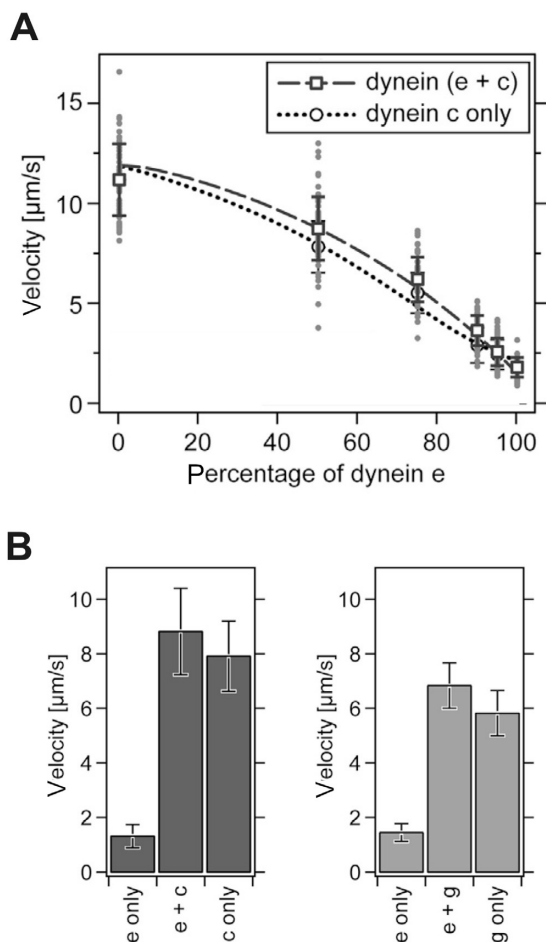 A
dynein (e + c)
dynein c only
15
10
5
0
Velocity [µm/s]
0 20 40 60 80 100
Percentage of dynein e
B
10
8
6
4
2
0
Velocity [µm/s]
e only
e + c
c only
10
8
6
4
2
0
Velocity [µm/s]
e only
e + g
g only